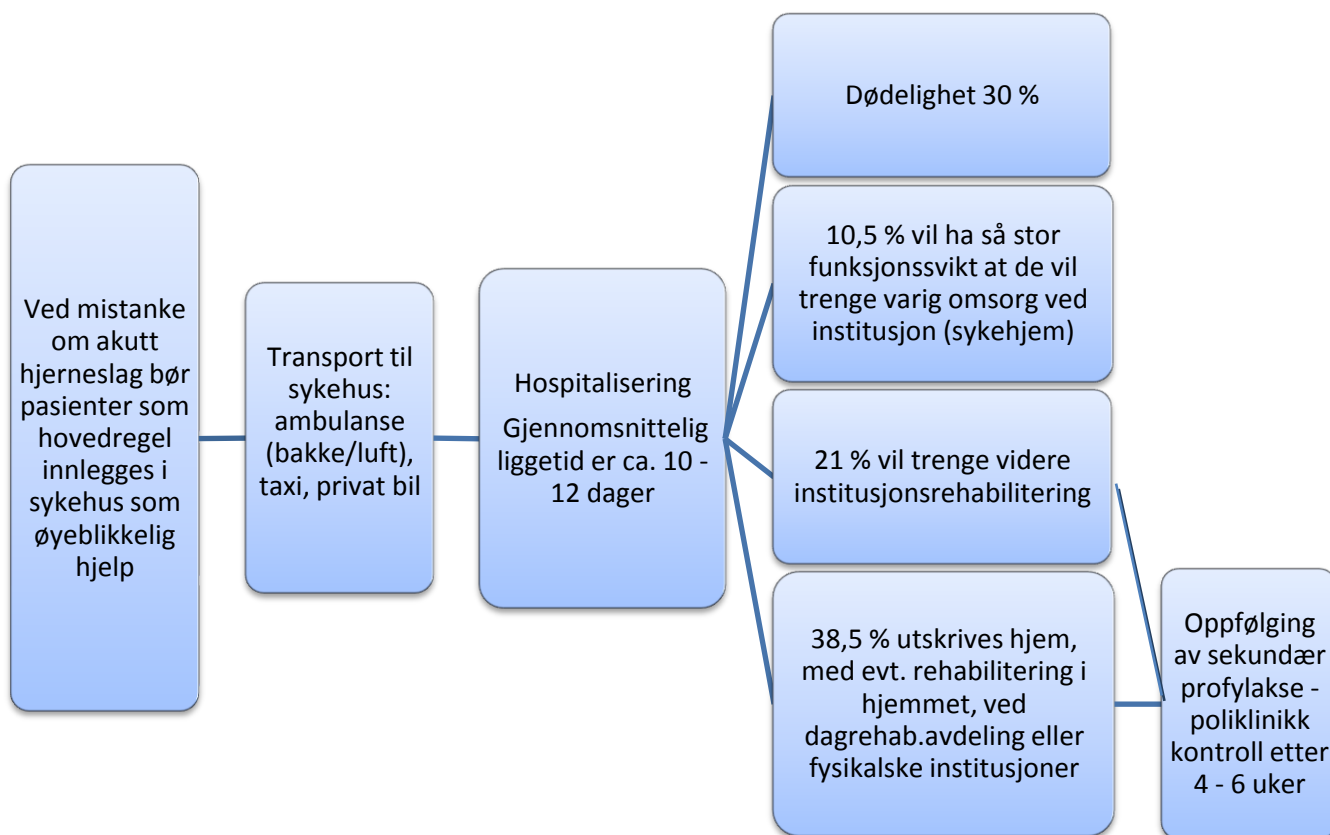 Ved mistanke
om akutt
hjerneslag bør
pasienter som
hovedregel
innlegges i
sykehus som
øyeblikkelig
hjelp
Transport til
sykehus:
ambulanse
(bakke/luft),
taxi, privat bil
Hospitalisering
Gjennomsnittelig
liggetid er ca. 10 -
12 dager
Dødelighet 30 %
10,5 % vil ha så stor
funksjonssvikt at de vil
trenge varig omsorg ved
institusjon (sykehjem)
21 % vil trenge videre
institusjonsrehabilitering
38,5 % utskrives hjem,
med evt. rehabilitering i
hjemmet, ved
dagrehab.avdeling eller
fysikalske institusjoner
Oppfølging
av sekundær
profylakse -
poliklinikk
kontroll etter
4 - 6 uker